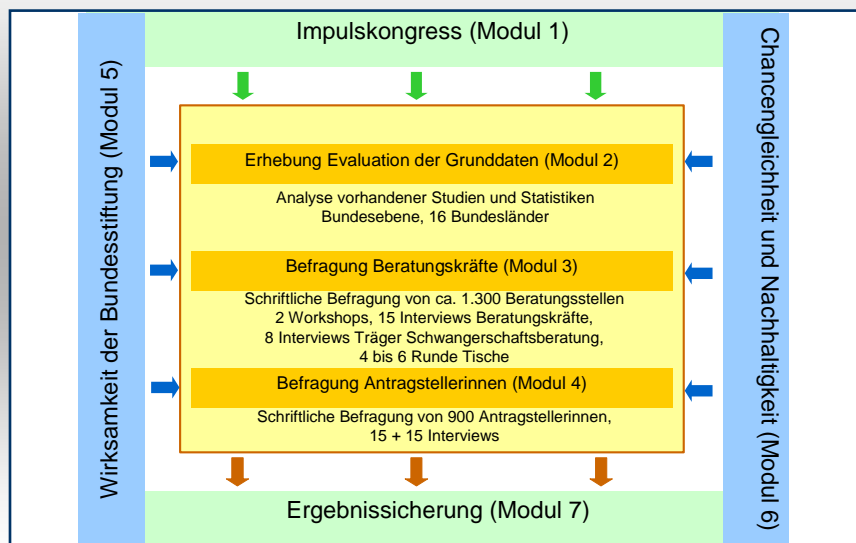 Impulskongress (Modul 1)
Wirksamkeit der Bundesstiftung (Modul 5)
Chancengleichheit und Nachhaltigkeit (Modul 6)
Erhebung Evaluation der Grunddaten (Modul 2)
Analyse vorhandener Studien und Statistiken
Bundesebene, 16 Bundesländer
Befragung Beratungskräfte (Modul 3)
Schriftliche Befragung von ca. 1.300 Beratungsstellen
2 Workshops, 15 Interviews Beratungskräfte,
8 Interviews Träger Schwangerschaftsberatung,
4 bis 6 Runde Tische
Befragung Antragstellerinnen (Modul 4)
Schriftliche Befragung von 900 Antragstellerinnen,
15 + 15 Interviews
Ergebnissicherung (Modul 7)